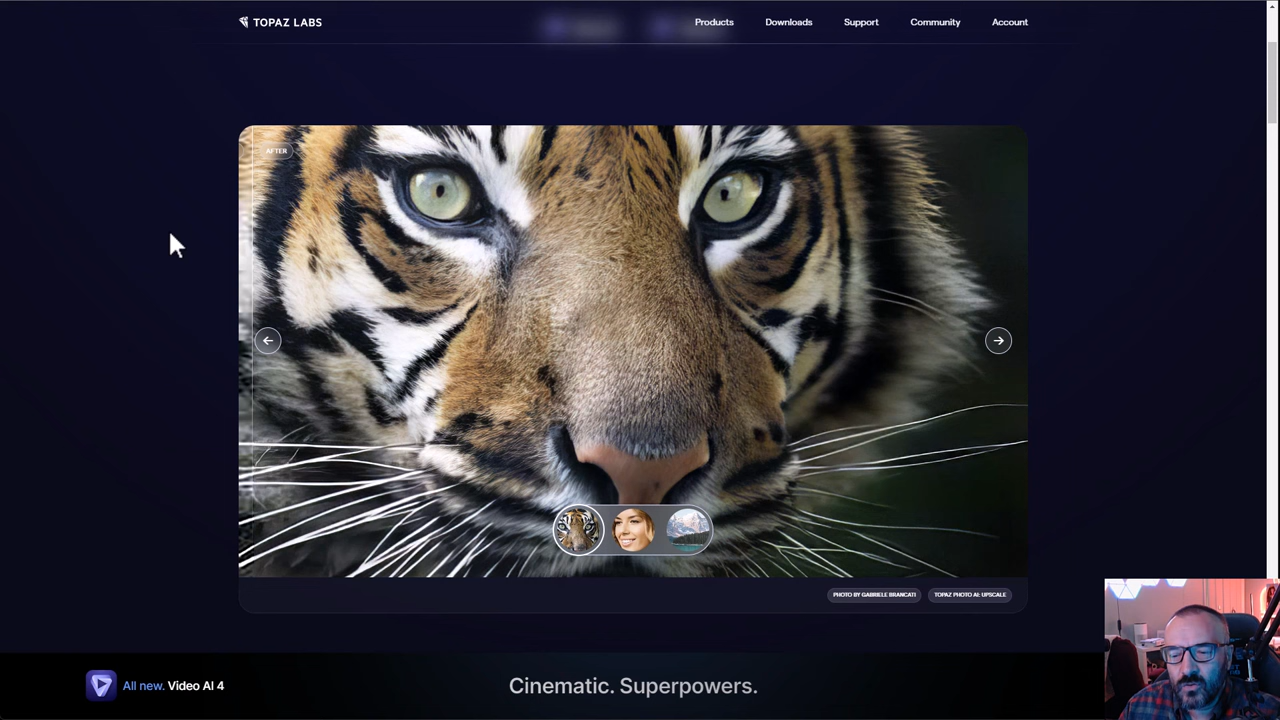 TOPAZ LABS
Products Downloads Support Community Account
AFTER
PHOTO BY GABRIELE BRANCATI TOPAZ PHOTO AI: UPSCALE
All new. Video AI 4
Cinematic. Superpowers.